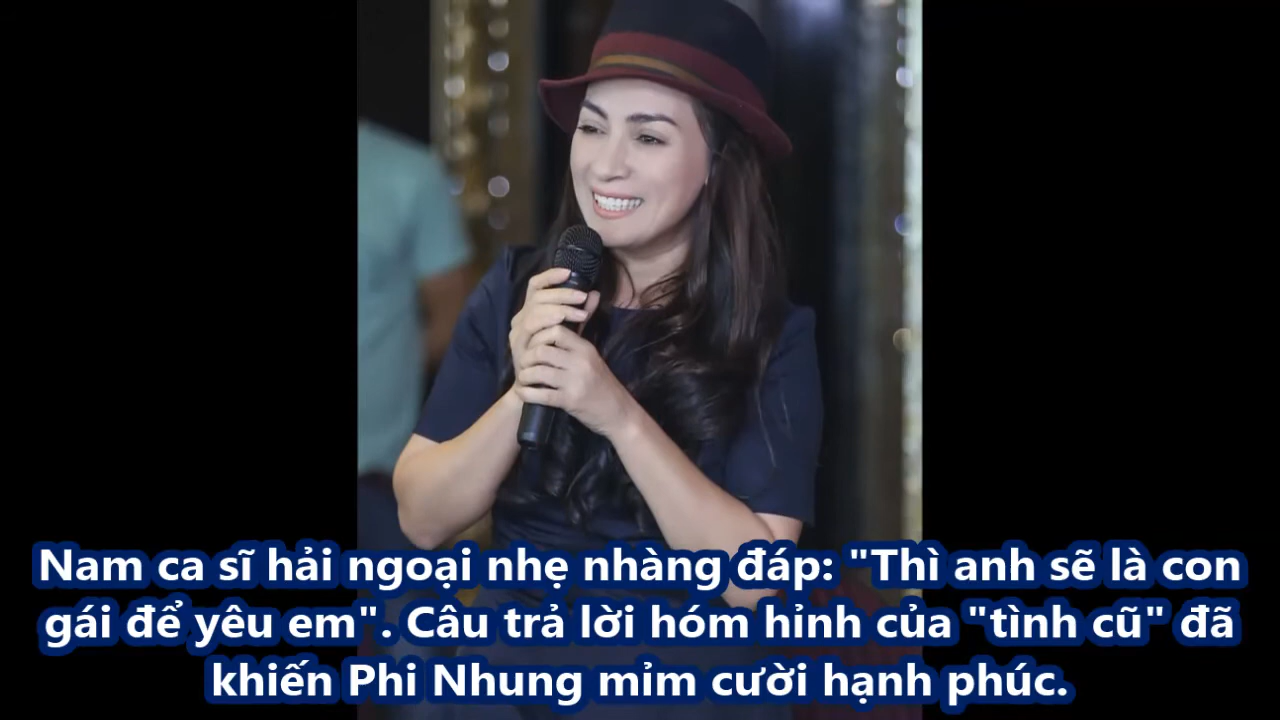 Nam ca sĩ hải ngoại nhẹ nhàng đáp: "Thì anh sẽ là con
gái để yêu em". Câu trả lời hóm hỉnh của "tình cũ" đã
khiến Phi Nhung mỉm cười hạnh phúc.